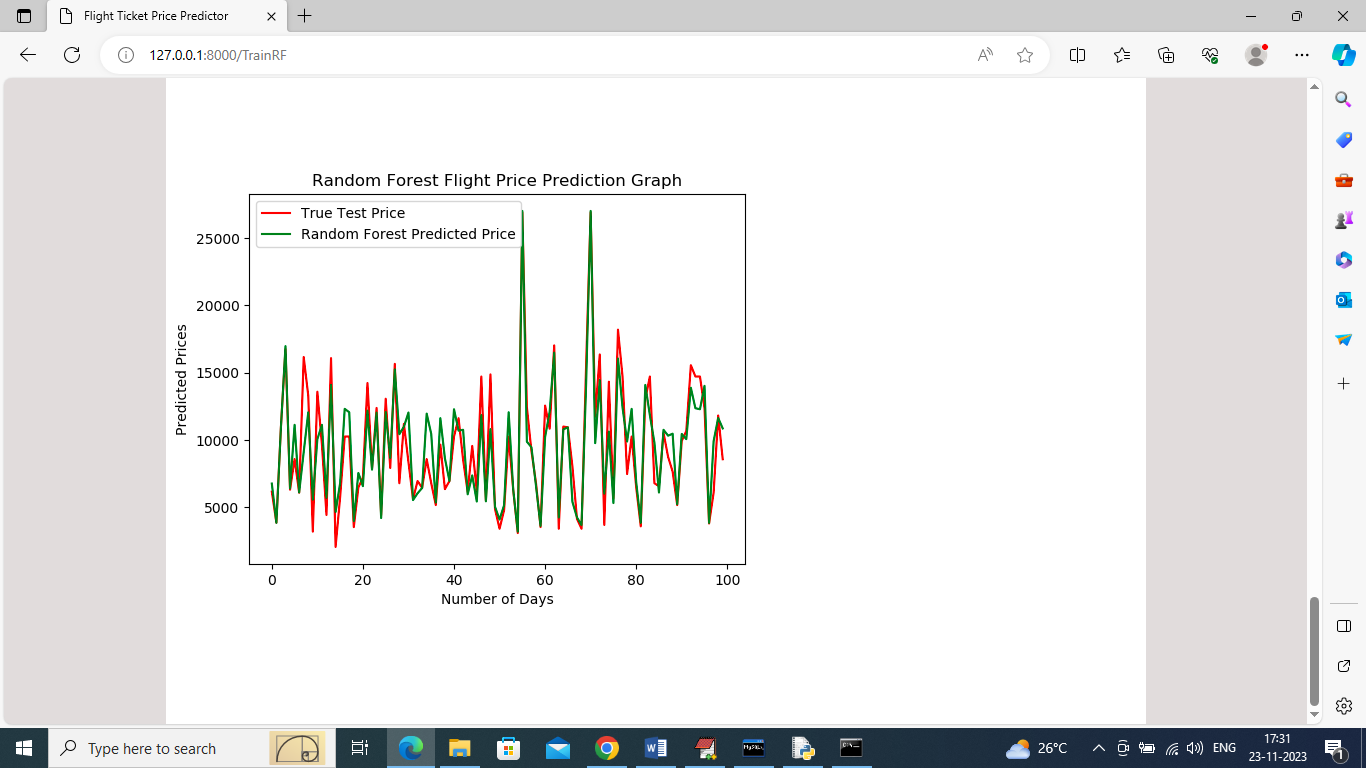 Flight Ticket Price Predictor
127.0.0.1:8000/TrainRF
Random Forest Flight Price Prediction Graph
True Test Price
Random Forest Predicted Price
25000
20000
15000
10000
5000
Predicted Prices
0 20 40 60 80 100
Number of Days
Type here to search
26°C
ENG
17:31
23-11-2023
1